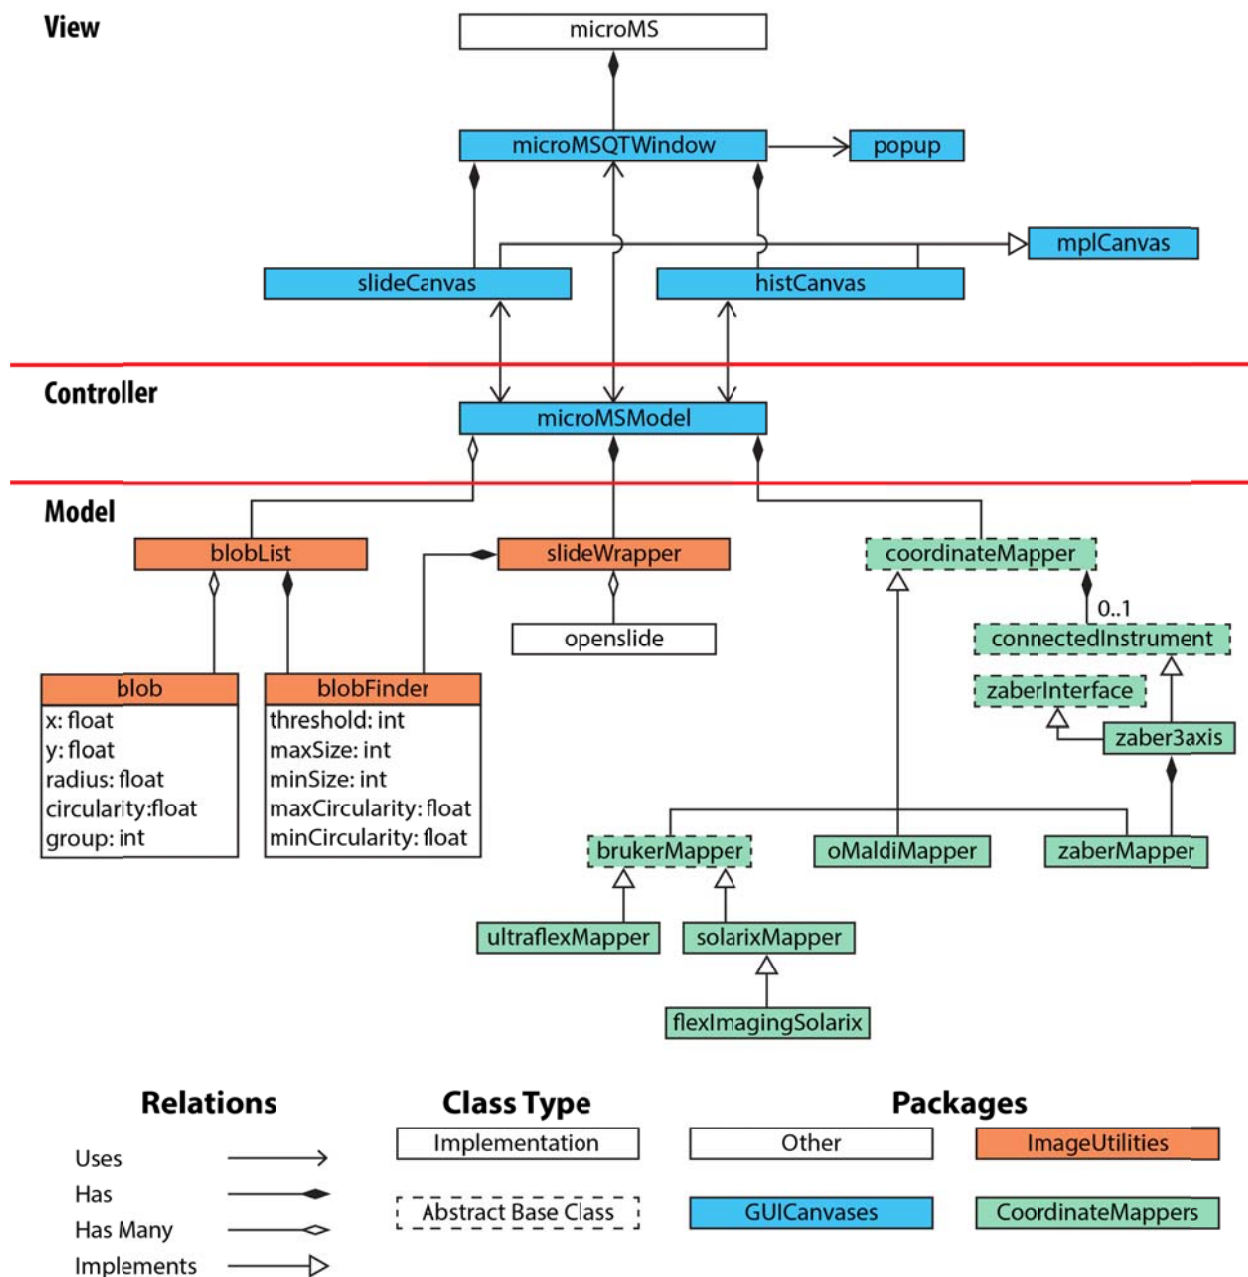 View
microMS
microMSQTWindow
popup
mplCanvas
slideCanvas
histCanvas
Controller
microMSModel
Model
blobList
slideWrapper
coordinateMapper
0..1
openslide
connectedInstrument
blob
blobFinder
zaberInterface
x: float
y: float
radius: float
circularity:float
group: int
threshold: int
maxSize: int
minSize: int
maxCircularity: float
minCircularity: float
zaber3axis
brukerMapper
oMaldiMapper
zaberMapper
ultraflexMapper
solarixMapper
flexImagingSolarix
Relations
Uses
Has
Has Many
Implements
Class Type
Implementation
Abstract Base Class
Packages
Other
ImageUtilities
GUICanvases
CoordinateMappers